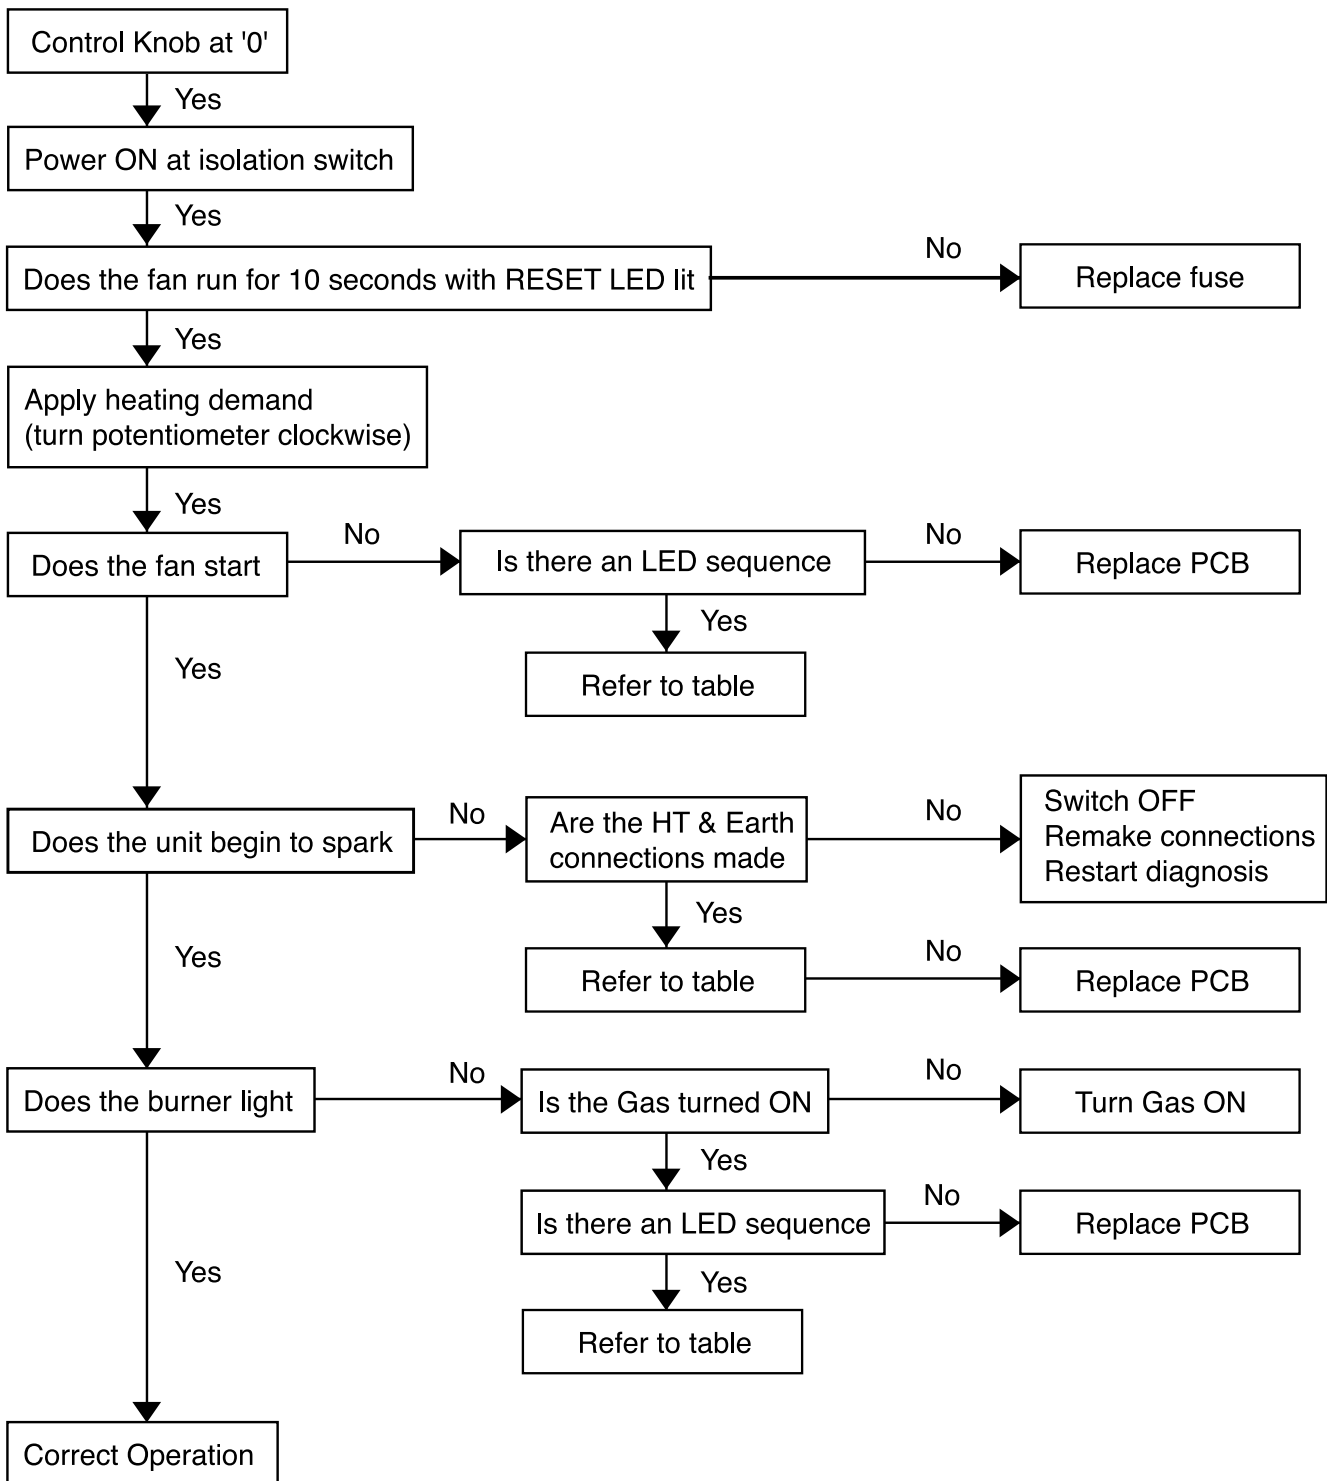 Control Knob at '0'
Yes
Power ON at isolation switch
Yes
Does the fan run for 10 seconds with RESET LED lit
No
Replace fuse
Yes
Apply heating demand
(turn potentiometer clockwise)
Yes
Does the fan start
No
Is there an LED sequence
No
Replace PCB
Yes
Refer to table
Yes
Does the unit begin to spark
No
Are the HT & Earth
connections made
No
Switch OFF
Remake connections
Restart diagnosis
Yes
Refer to table
No
Replace PCB
Yes
Does the burner light
No
Is the Gas turned ON
No
Turn Gas ON
Yes
Is there an LED sequence
No
Replace PCB
Yes
Refer to table
Yes
Correct Operation